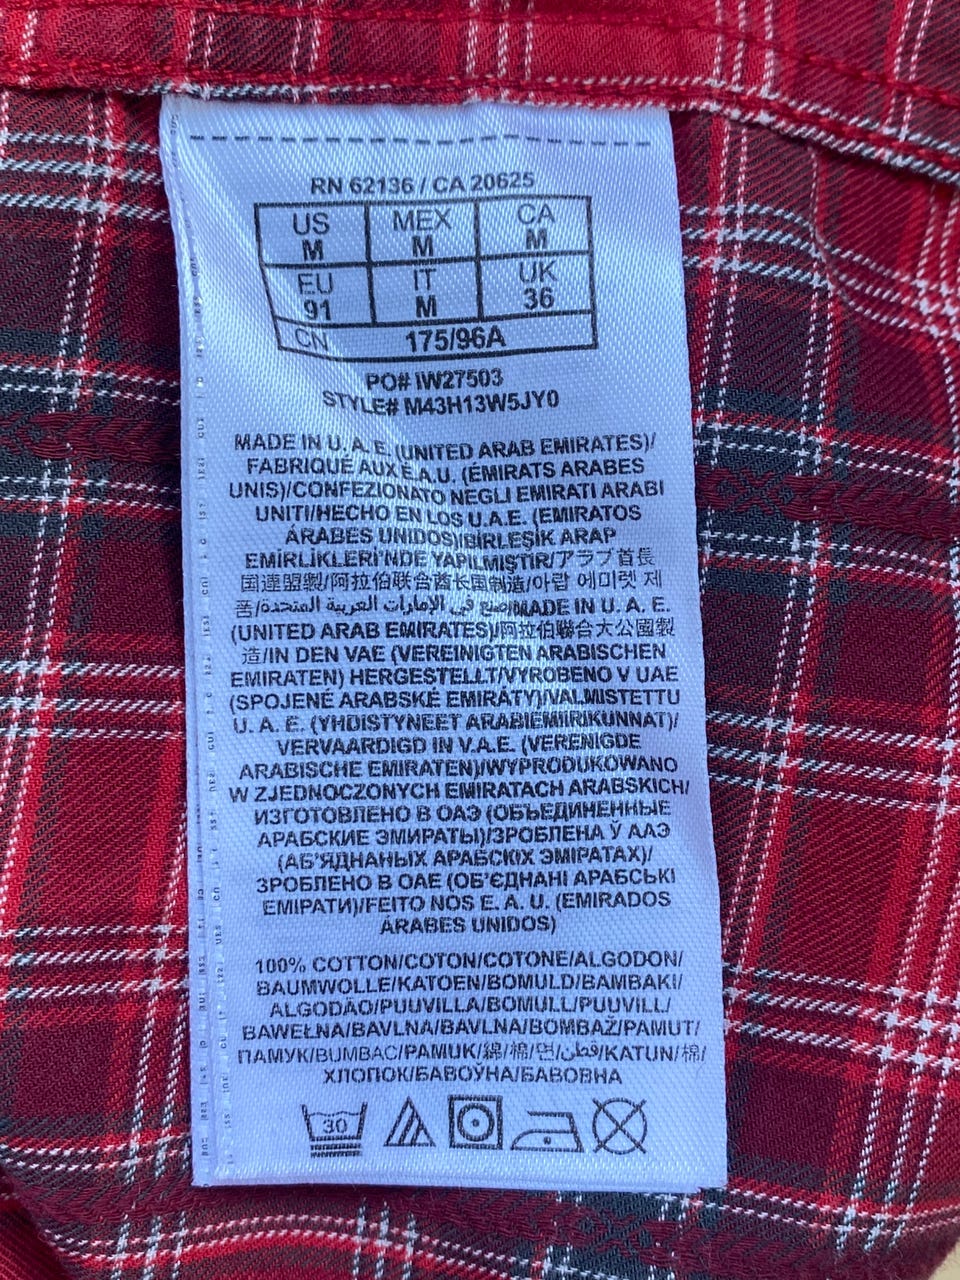 RN 62136 / CA 20625
US MEX CA
M M M
EU IT UK
91 M 36
CN 175/96A
PO# IW27503
STYLE# M43H13W5JY0
MADE IN U. A. E. (UNITED ARAB EMIRATES)/
FABRIQUE AUX E.A.U. (ÉMIRATS ARABES
UNIS)/CONFEZIONATO NEGLI EMIRATI ARABI
UNITI/HECHO EN LOS U.A.E. (EMIRATOS
ÁRABES UNIDOS)/BİRLEŞİK ARAP
EMİRLİKLERİ'NDE YAPILMIŞTIR/アラブ首長
国連盟製/阿拉伯联合酋长国制造/아랍 에미렛 제
품/صنع في الإمارات العربية المتحدة/MADE IN U. A. E.
(UNITED ARAB EMIRATES)/阿拉伯聯合大公國製
造/IN DEN VAE (VEREINIGTEN ARABISCHEN
EMIRATEN) HERGESTELLT/VYROBENO V UAE
(SPOJENÉ ARABSKÉ EMIRÁTY)/VALMISTETTU
U. A. E. (YHDISTYNEET ARABIEMIIRIKUNNAT)/
VERVAARDIGD IN V.A.E. (VERENIGDE
ARABISCHE EMIRATEN)/WYPRODUKOWANO
W ZJEDNOCZONYCH EMIRATACH ARABSKICH/
ИЗГОТОВЛЕНО В ОАЭ (ОБЪЕДИНЕННЫЕ
АРАБСКИЕ ЭМИРАТЫ)/ЗРОБЛЕНА Ў ААЭ
(АБ'ЯДНАНЫХ АРАБСКІХ ЭМІРАТАХ)/
ЗРОБЛЕНО В ОАЕ (ОБ'ЄДНАНІ АРАБСЬКІ
ЕМІРАТИ)/FEITO NOS E. A. U. (EMIRADOS
ÁRABES UNIDOS)
100% COTTON/COTON/COTONE/ALGODON/
BAUMWOLLE/KATOEN/BOMULD/BAMBAKI/
ALGODÃO/PUUVILLA/BOMULL/PUUVILL/
BAWEŁNA/BAVLNA/BAVLNA/BOMBAŽ/PAMUT/
ПАМУК/BUMBAC/PAMUK/綿/棉/면/قطن/KATUN/棉/
ХЛОПОК/БАВОЎНА/БАВОВНА
30